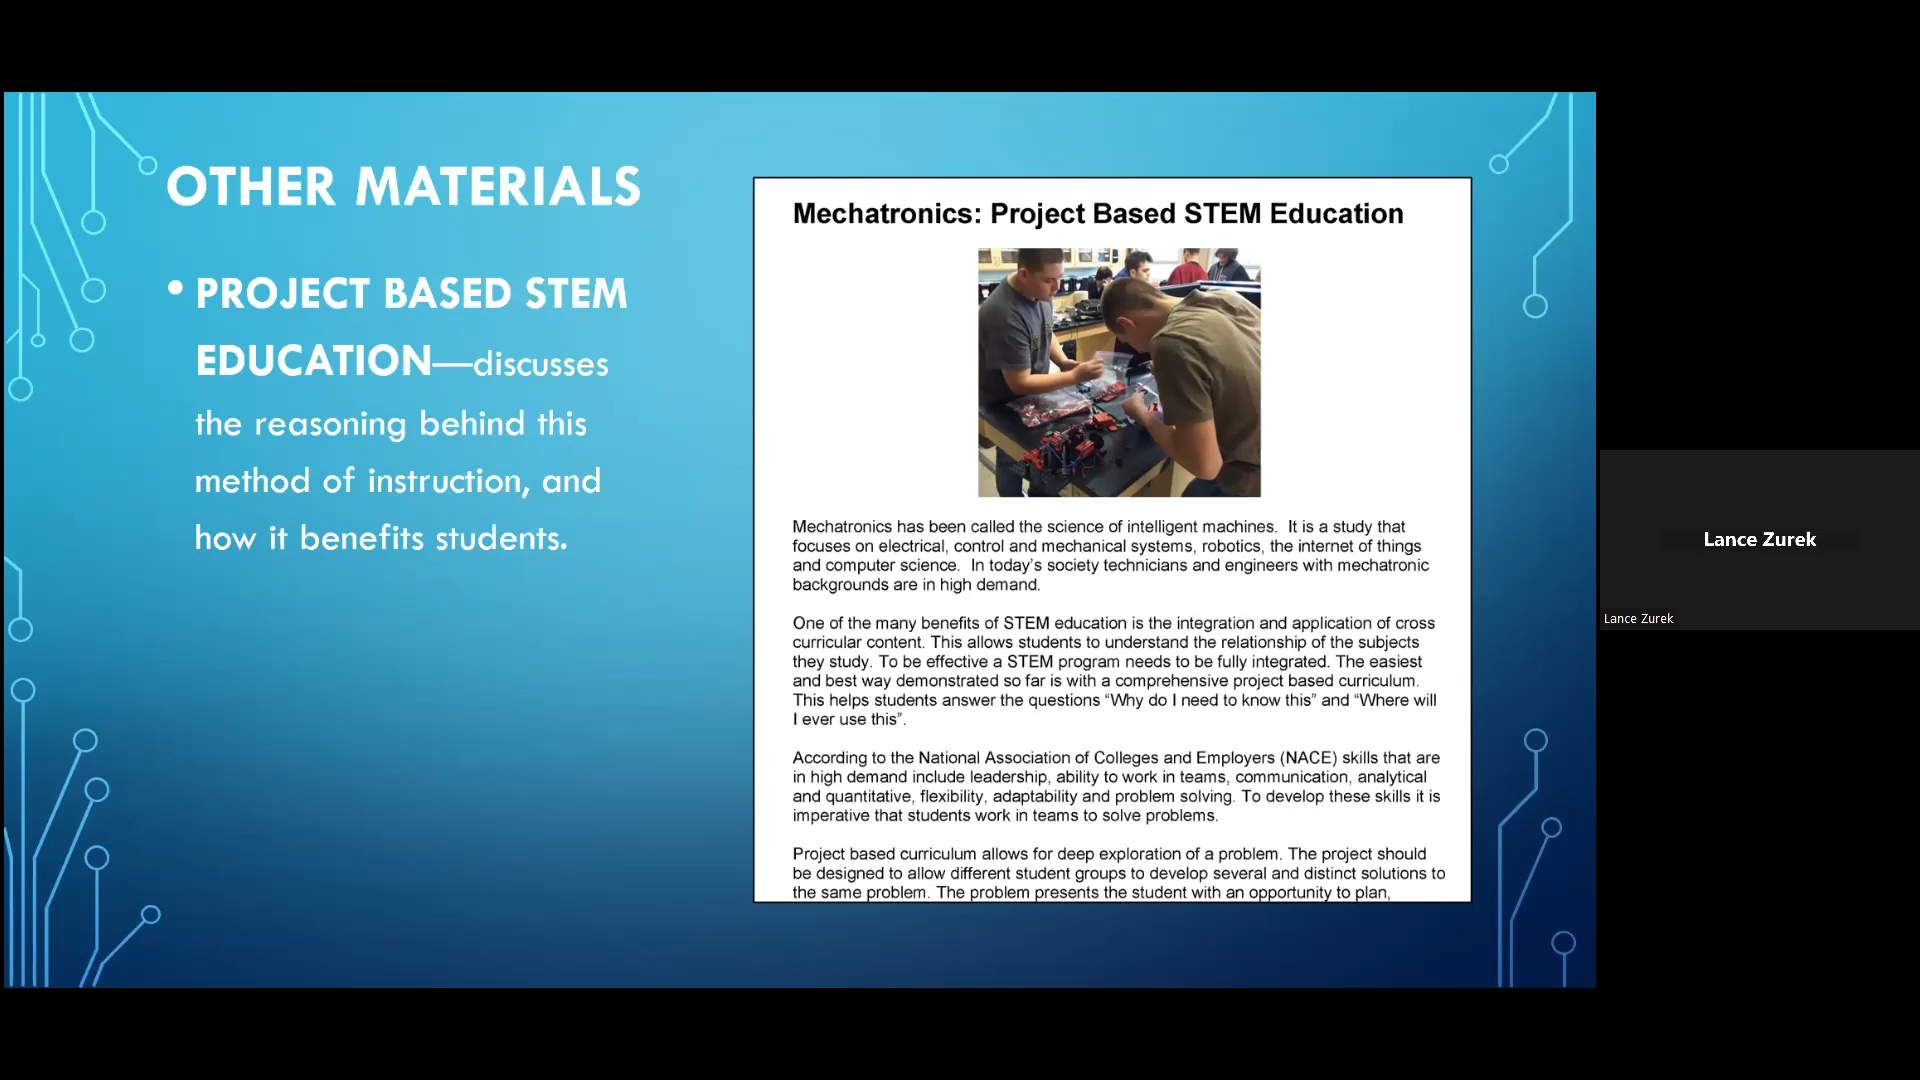 OTHER MATERIALS
• PROJECT BASED STEM
EDUCATION—discusses
the reasoning behind this
method of instruction, and
how it benefits students.
Mechatronics: Project Based STEM Education
Mechatronics has been called the science of intelligent machines.  It is a study that
focuses on electrical, control and mechanical systems, robotics, the internet of things
and computer science.  In today’s society technicians and engineers with mechatronic
backgrounds are in high demand.
One of the many benefits of STEM education is the integration and application of cross
curricular content. This allows students to understand the relationship of the subjects
they study. To be effective a STEM program needs to be fully integrated. The easiest
and best way demonstrated so far is with a comprehensive project based curriculum.
This helps students answer the questions “Why do I need to know this” and “Where will
I ever use this”.
According to the National Association of Colleges and Employers (NACE) skills that are
in high demand include leadership, ability to work in teams, communication, analytical
and quantitative, flexibility, adaptability and problem solving. To develop these skills it is
imperative that students work in teams to solve problems.
Project based curriculum allows for deep exploration of a problem. The project should
be designed to allow different student groups to develop several and distinct solutions to
the same problem. The problem presents the student with an opportunity to plan,
Lance Zurek
Lance Zurek